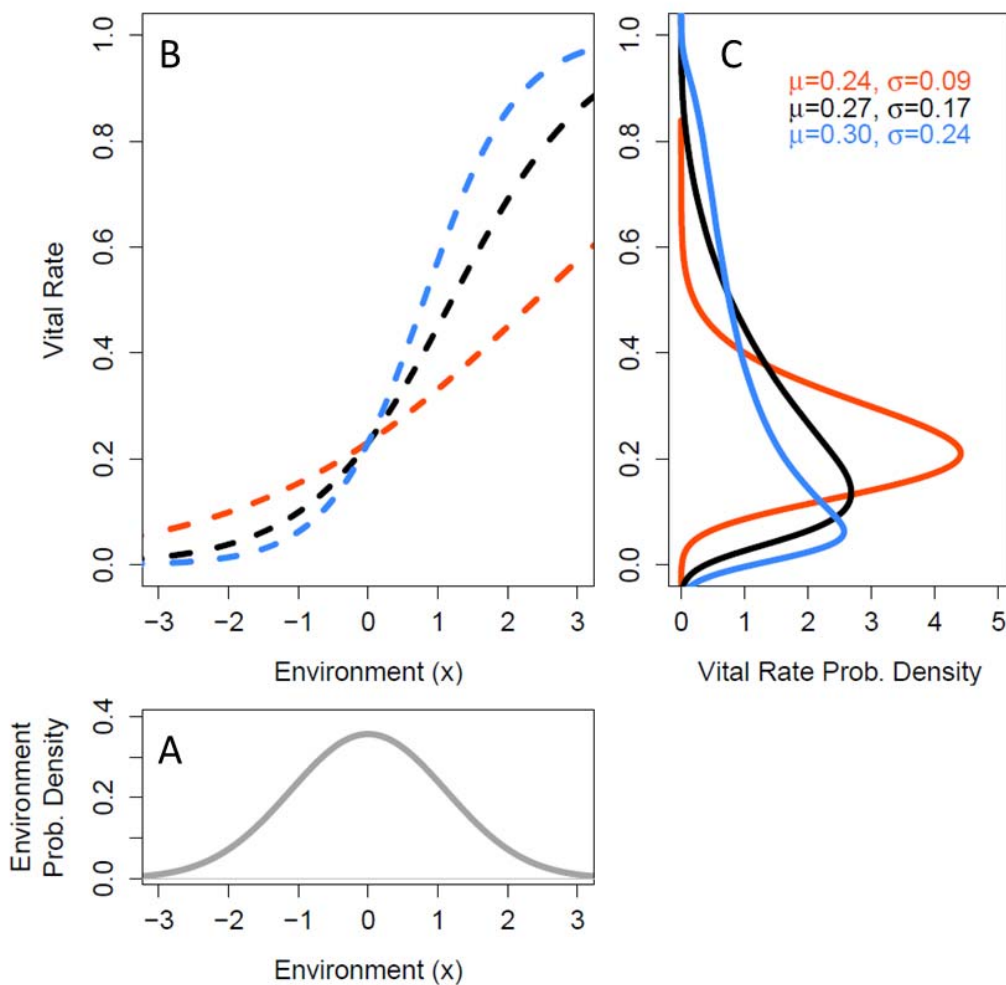 B
1.0
0.8
0.6
0.4
0.2
0.0
Vital Rate
−3 −2 −1 0 1 2 3
Environment (x)
C
μ=0.24, σ=0.09
μ=0.27, σ=0.17
μ=0.30, σ=0.24
1.0
0.8
0.6
0.4
0.2
0.0
0 1 2 3 4 5
Vital Rate Prob. Density
A
0.4
0.2
0.0
Environment
Prob. Density
−3 −2 −1 0 1 2 3
Environment (x)